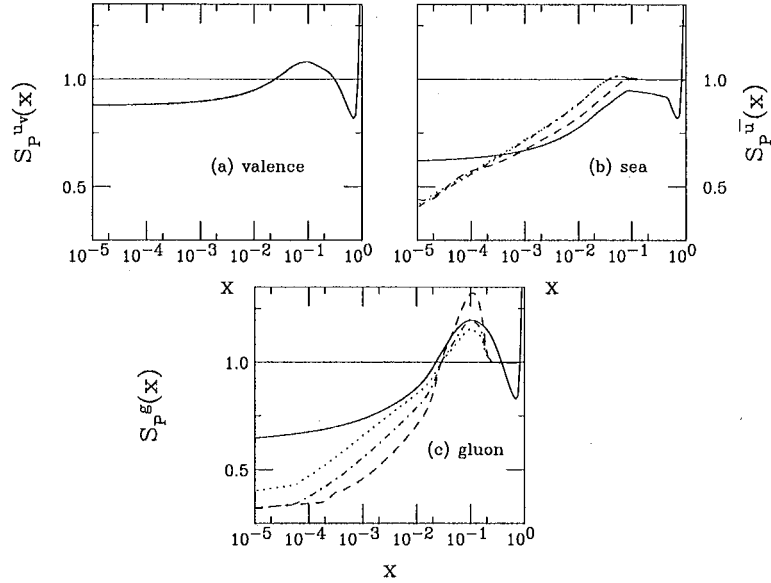 S_P^{u_v}(x)
1.0
0.5
(a) valence
10^{-5} 10^{-4} 10^{-3} 10^{-2} 10^{-1} 10^0
x
(b) sea
1.0
0.5
S_P^{\bar{u}}(x)
10^{-5} 10^{-4} 10^{-3} 10^{-2} 10^{-1} 10^0
x
S_P^g(x)
1.0
0.5
(c) gluon
10^{-5} 10^{-4} 10^{-3} 10^{-2} 10^{-1} 10^0
x